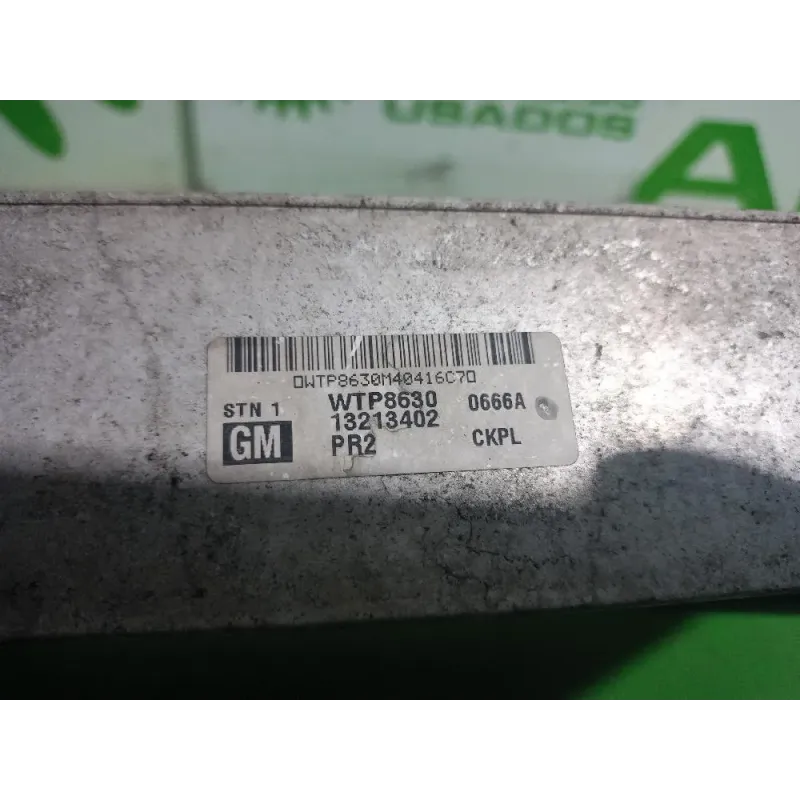 USADOS
A
0WTP8630M40416C70
STN 1 WTP8630 0666A
13213402
GM PR2 CKPL